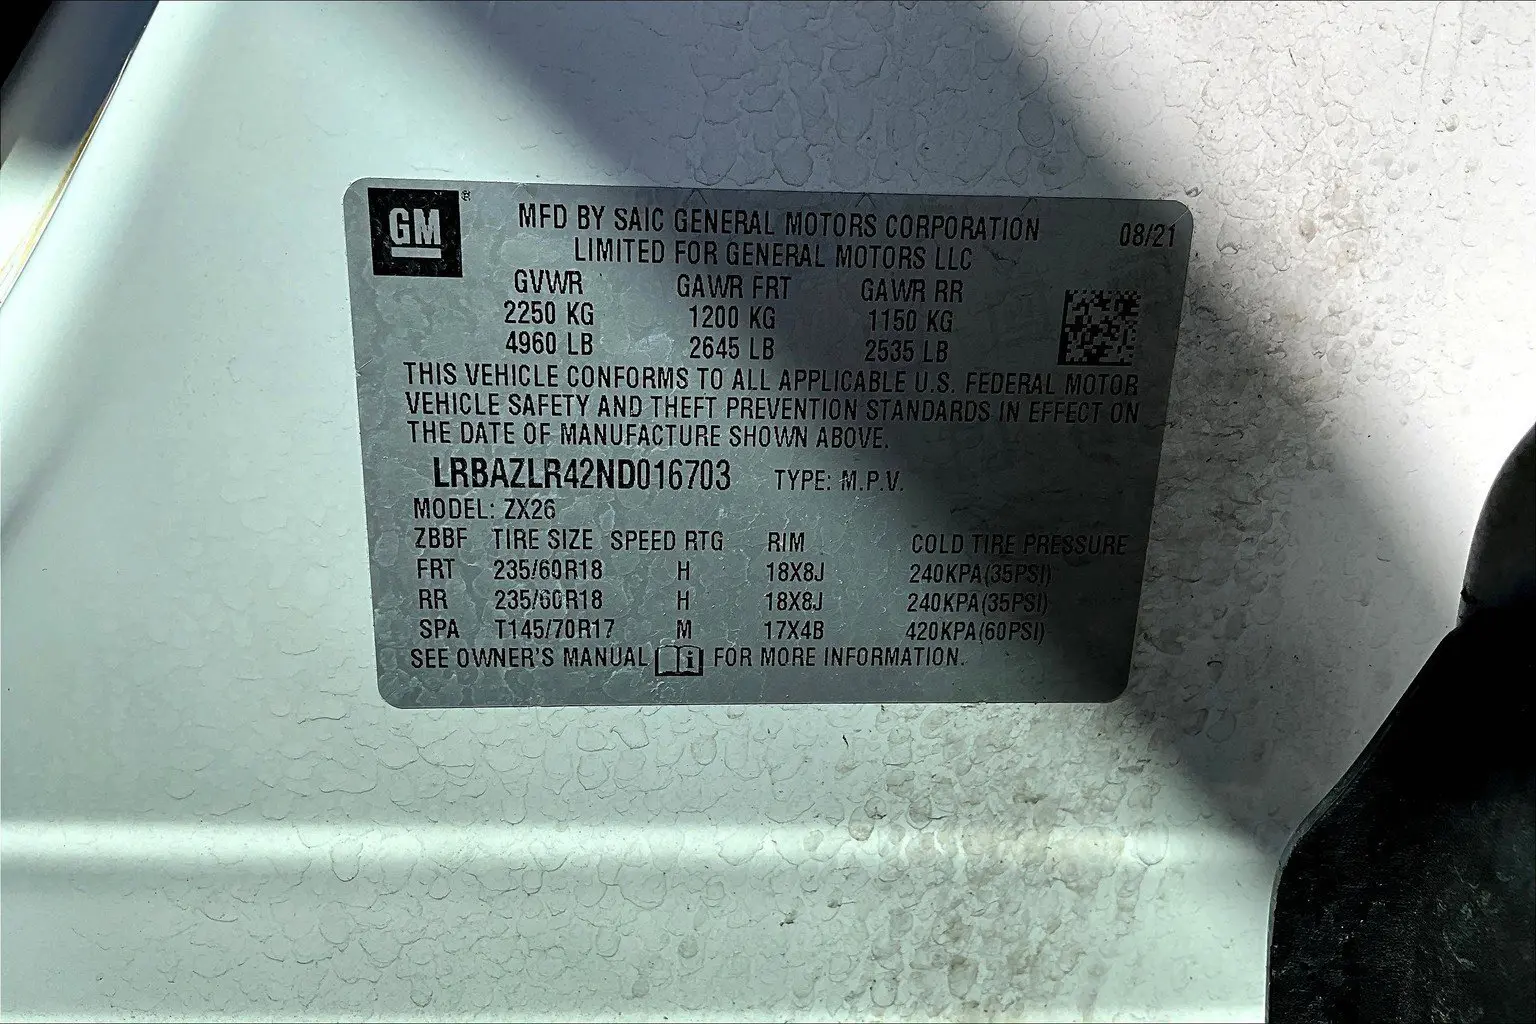 GM®
MFD BY SAIC GENERAL MOTORS CORPORATION 08/21
LIMITED FOR GENERAL MOTORS LLC
GVWR GAWR FRT GAWR RR
2250 KG 1200 KG 1150 KG
4960 LB 2645 LB 2535 LB
THIS VEHICLE CONFORMS TO ALL APPLICABLE U.S. FEDERAL MOTOR
VEHICLE SAFETY AND THEFT PREVENTION STANDARDS IN EFFECT ON
THE DATE OF MANUFACTURE SHOWN ABOVE.
LRBAZLR42ND016703 TYPE: M.P.V.
MODEL: ZX26
ZBBF TIRE SIZE SPEED RTG RIM COLD TIRE PRESSURE
FRT 235/60R18 H 18X8J 240KPA(35PSI)
RR 235/60R18 H 18X8J 240KPA(35PSI)
SPA T145/70R17 M 17X4B 420KPA(60PSI)
SEE OWNER'S MANUAL i FOR MORE INFORMATION.